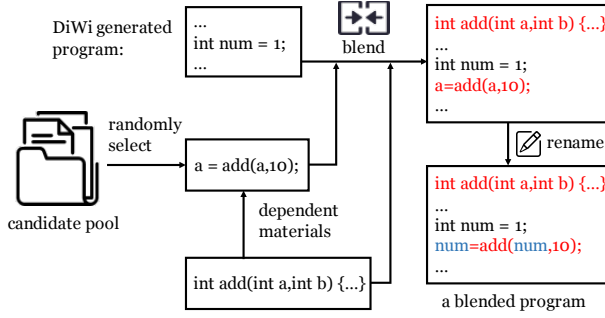 DiWi generated
program:
...
int num = 1;
...
blend
int add(int a,int b) {...}
...
int num = 1;
a=add(a,10);
...
randomly
select
a = add(a,10);
rename
candidate pool
dependent
materials
int add(int a,int b) {...}
int add(int a,int b) {...}
...
int num = 1;
num=add(num,10);
...
a blended program